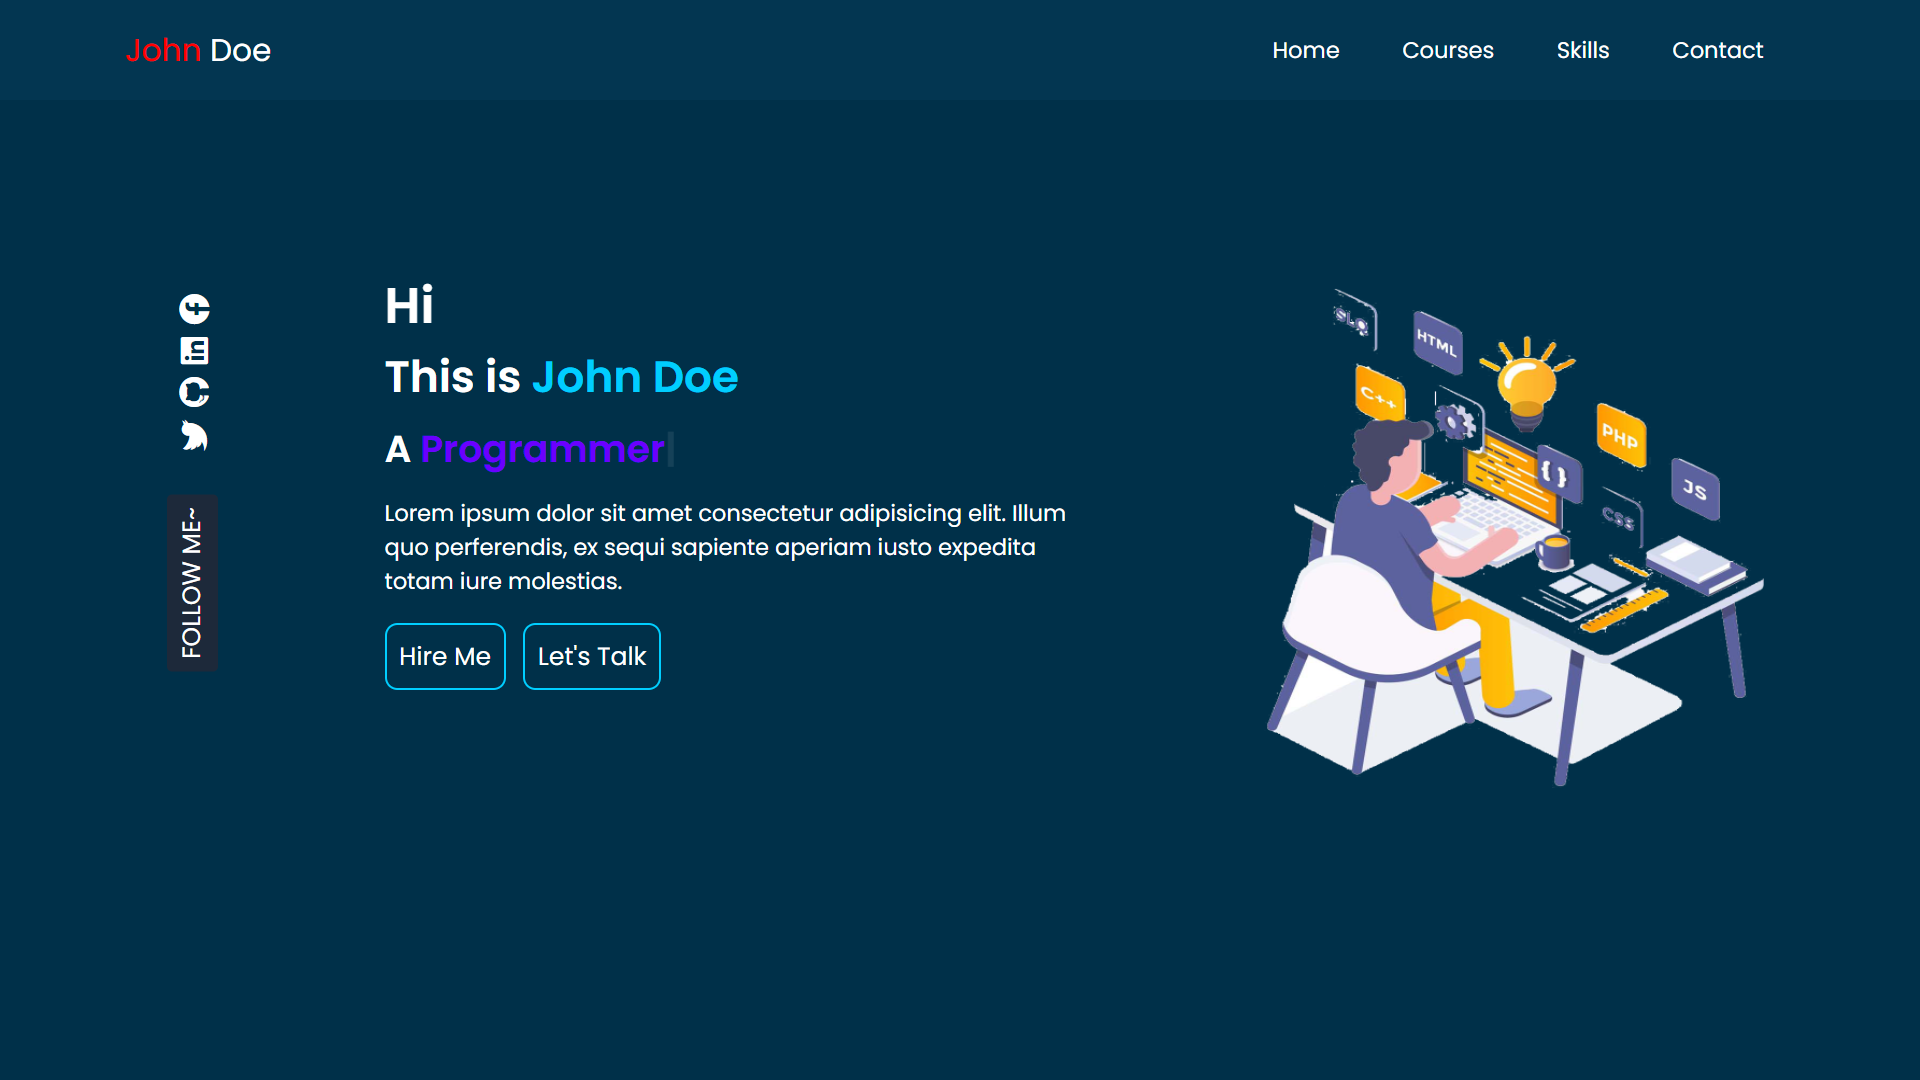 John Doe
Home Courses Skills Contact
in
FOLLOW ME~
Hi
This is John Doe
A Programmer
Lorem ipsum dolor sit amet consectetur adipisicing elit. Illum
quo perferendis, ex sequi sapiente aperiam iusto expedita
totam iure molestias.
Hire Me
Let's Talk
SLQ
HTML
C++
PHP
{}
JS
CSS